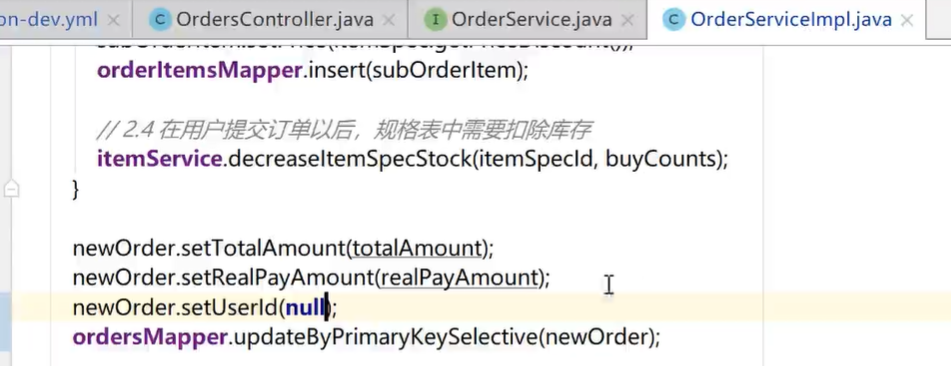 on-dev.yml × C OrdersController.java × I OrderService.java × C OrderServiceImpl.java ×
orderItemsMapper.insert(subOrderItem);
// 2.4 在用户提交订单以后，规格表中需要扣除库存
itemService.decreaseItemSpecStock(itemSpecId, buyCounts);
}
newOrder.setTotalAmount(totalAmount);
newOrder.setRealPayAmount(realPayAmount);
newOrder.setUserId(null);
ordersMapper.updateByPrimaryKeySelective(newOrder);